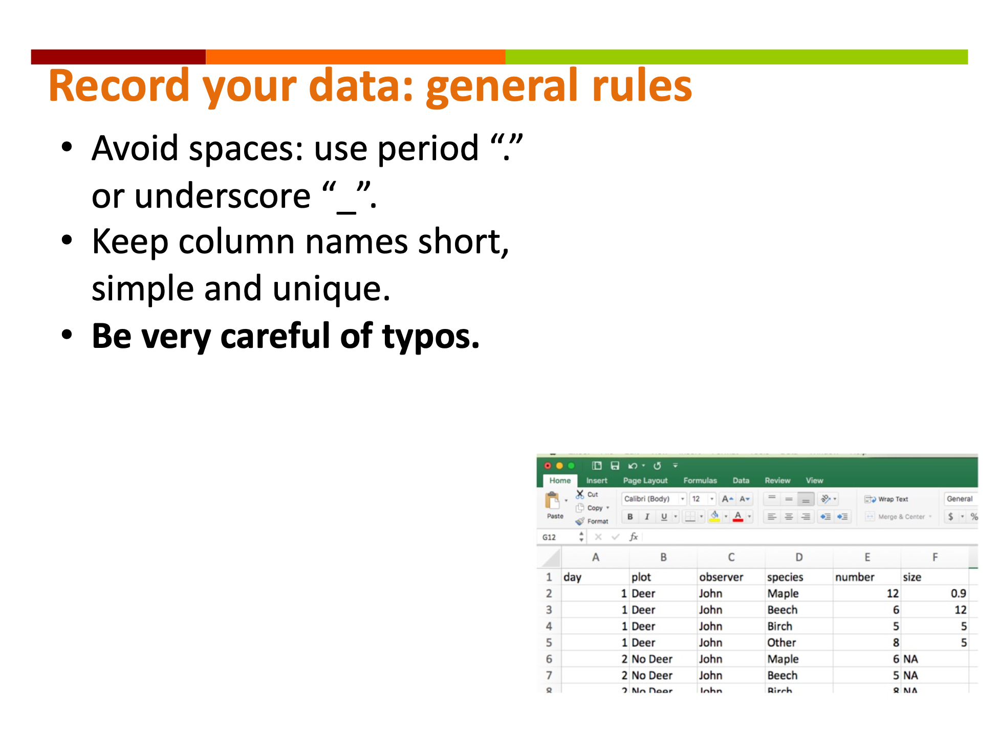 Record your data: general rules
• Avoid spaces: use period “.”
or underscore “_”.
• Keep column names short,
simple and unique.
• Be very careful of typos.
Home Insert Page Layout Formulas Data Review View
Cut
Copy
Format
Paste
Calibri (Body) 12 A A
B I U A
Wrap Text
Merge & Center
General
$ %
G12 fx
A B C D E F
1 day plot observer species number size
2 1 Deer John Maple 12 0.9
3 1 Deer John Beech 6 12
4 1 Deer John Birch 5 5
5 1 Deer John Other 8 5
6 2 No Deer John Maple 6 NA
7 2 No Deer John Beech 5 NA
8 2 No Deer John Birch 8 NA